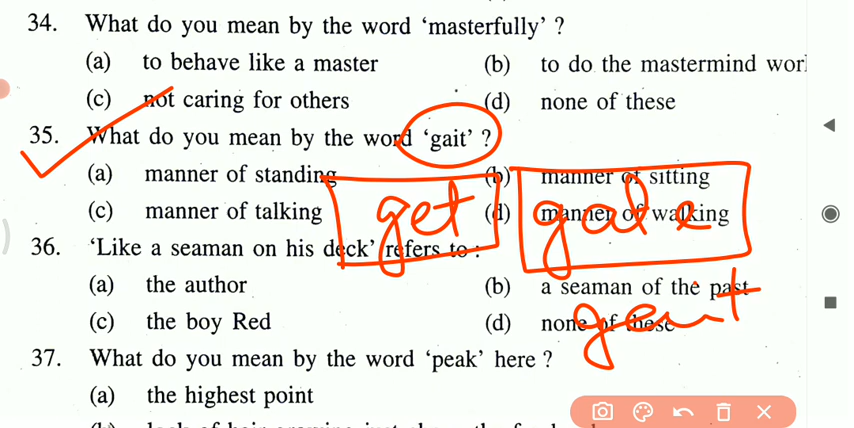 34. What do you mean by the word ‘masterfully’ ?
(a) to behave like a master (b) to do the mastermind wor
(c) not caring for others (d) none of these
35. What do you mean by the word ‘gait’ ?
(a) manner of standing (b) manner of sitting
(c) manner of talking (d) manner of walking
get gale
36. ‘Like a seaman on his deck’ refers to :
(a) the author (b) a seaman of the past
(c) the boy Red (d) none of these
37. What do you mean by the word ‘peak’ here ?
(a) the highest point